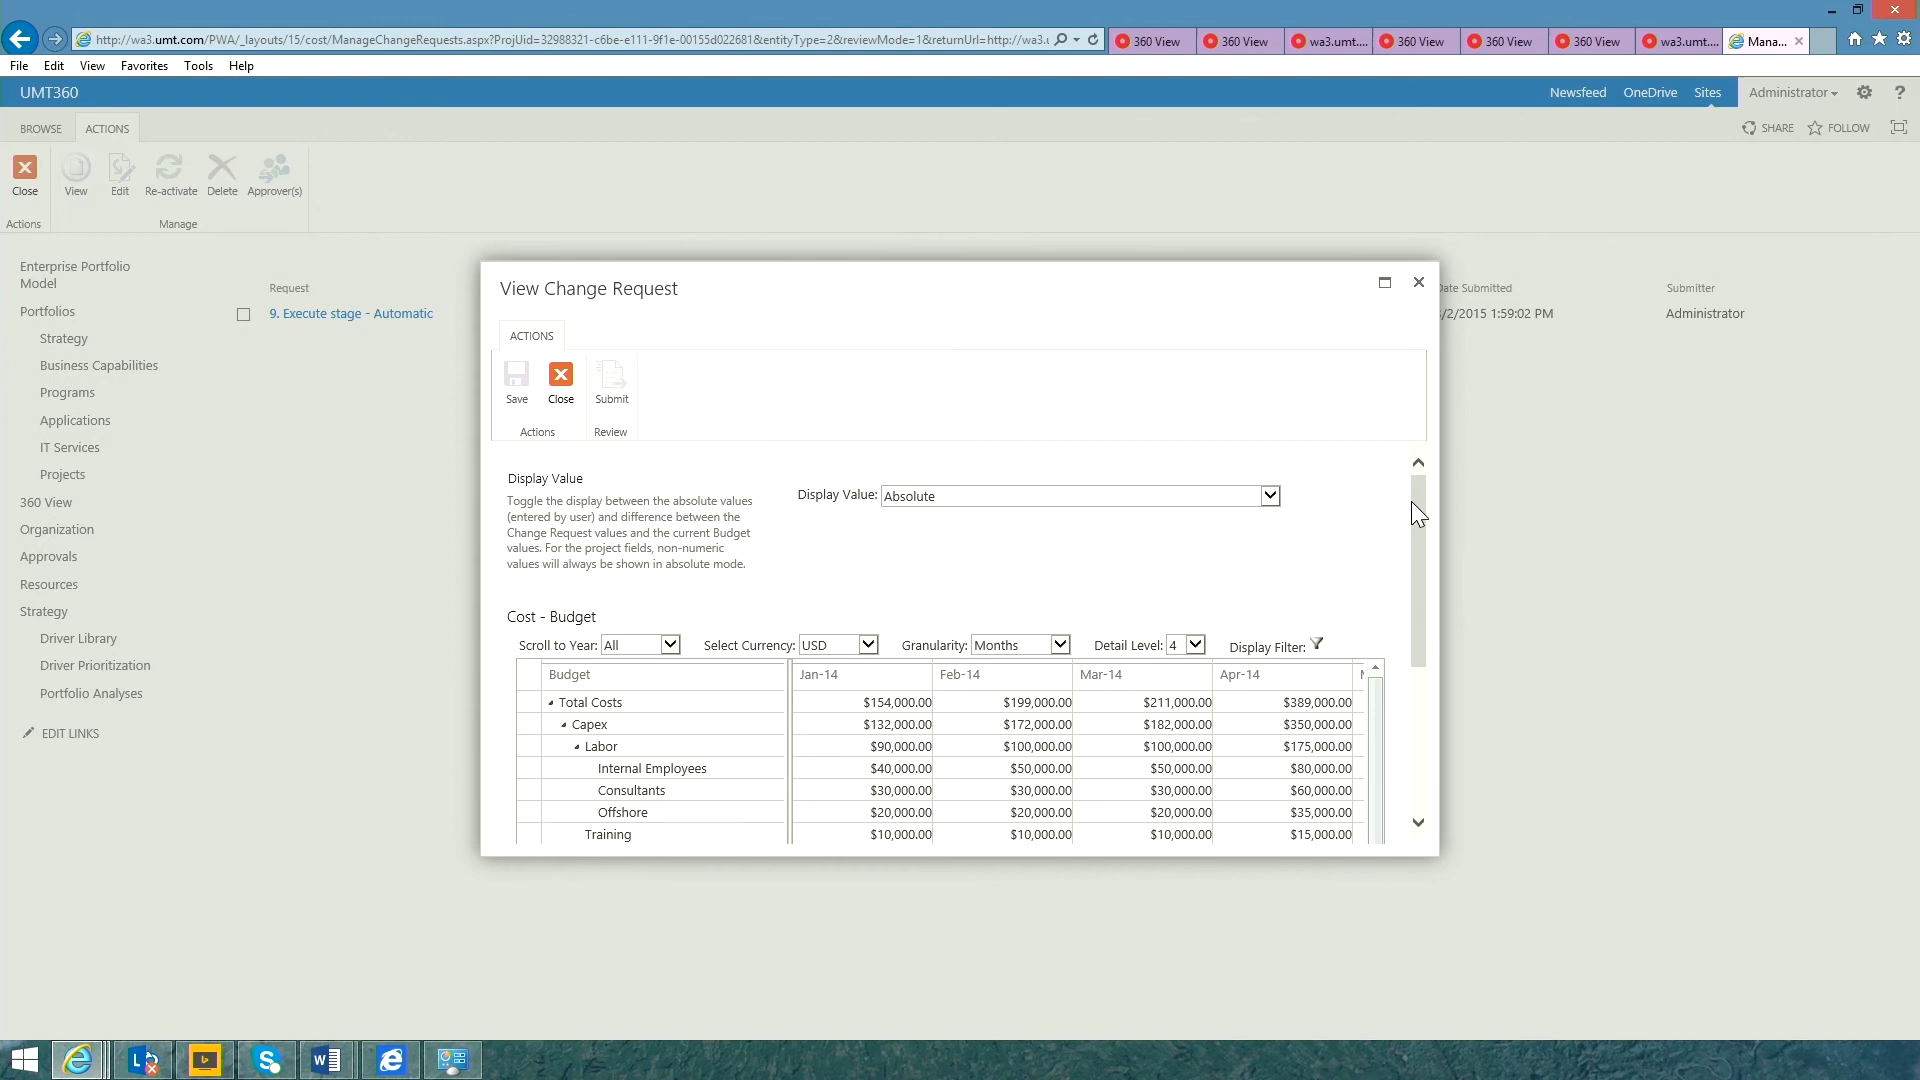 http://wa3.umt.com/PWA/_layouts/15/cost/ManageChangeRequests.aspx?ProjUid=32988321-c6be-e111-9f1e-00155d022681&entityType=2&reviewMode=1&returnUrl=http://wa3.u
360 View
360 View
wa3.umt....
360 View
360 View
360 View
wa3.umt....
Mana...
File Edit View Favorites Tools Help
UMT360
Newsfeed OneDrive Sites Administrator ?
BROWSE ACTIONS
SHARE FOLLOW
Close View Edit Re-activate Delete Approver(s)
Actions Manage
Enterprise Portfolio
Model
Portfolios
Strategy
Business Capabilities
Programs
Applications
IT Services
Projects
360 View
Organization
Approvals
Resources
Strategy
Driver Library
Driver Prioritization
Portfolio Analyses
EDIT LINKS
Request Date Submitted Submitter
9. Execute stage - Automatic /2/2015 1:59:02 PM Administrator
View Change Request
ACTIONS
Save Close Submit
Actions Review
Display Value
Toggle the display between the absolute values
(entered by user) and difference between the
Change Request values and the current Budget
values. For the project fields, non-numeric
values will always be shown in absolute mode.
Display Value: Absolute
Cost - Budget
Scroll to Year: All Select Currency: USD Granularity: Months Detail Level: 4 Display Filter:
Budget Jan-14 Feb-14 Mar-14 Apr-14
Total Costs $154,000.00 $199,000.00 $211,000.00 $389,000.00
Capex $132,000.00 $172,000.00 $182,000.00 $350,000.00
Labor $90,000.00 $100,000.00 $100,000.00 $175,000.00
Internal Employees $40,000.00 $50,000.00 $50,000.00 $80,000.00
Consultants $30,000.00 $30,000.00 $30,000.00 $60,000.00
Offshore $20,000.00 $20,000.00 $20,000.00 $35,000.00
Training $10,000.00 $10,000.00 $10,000.00 $15,000.00